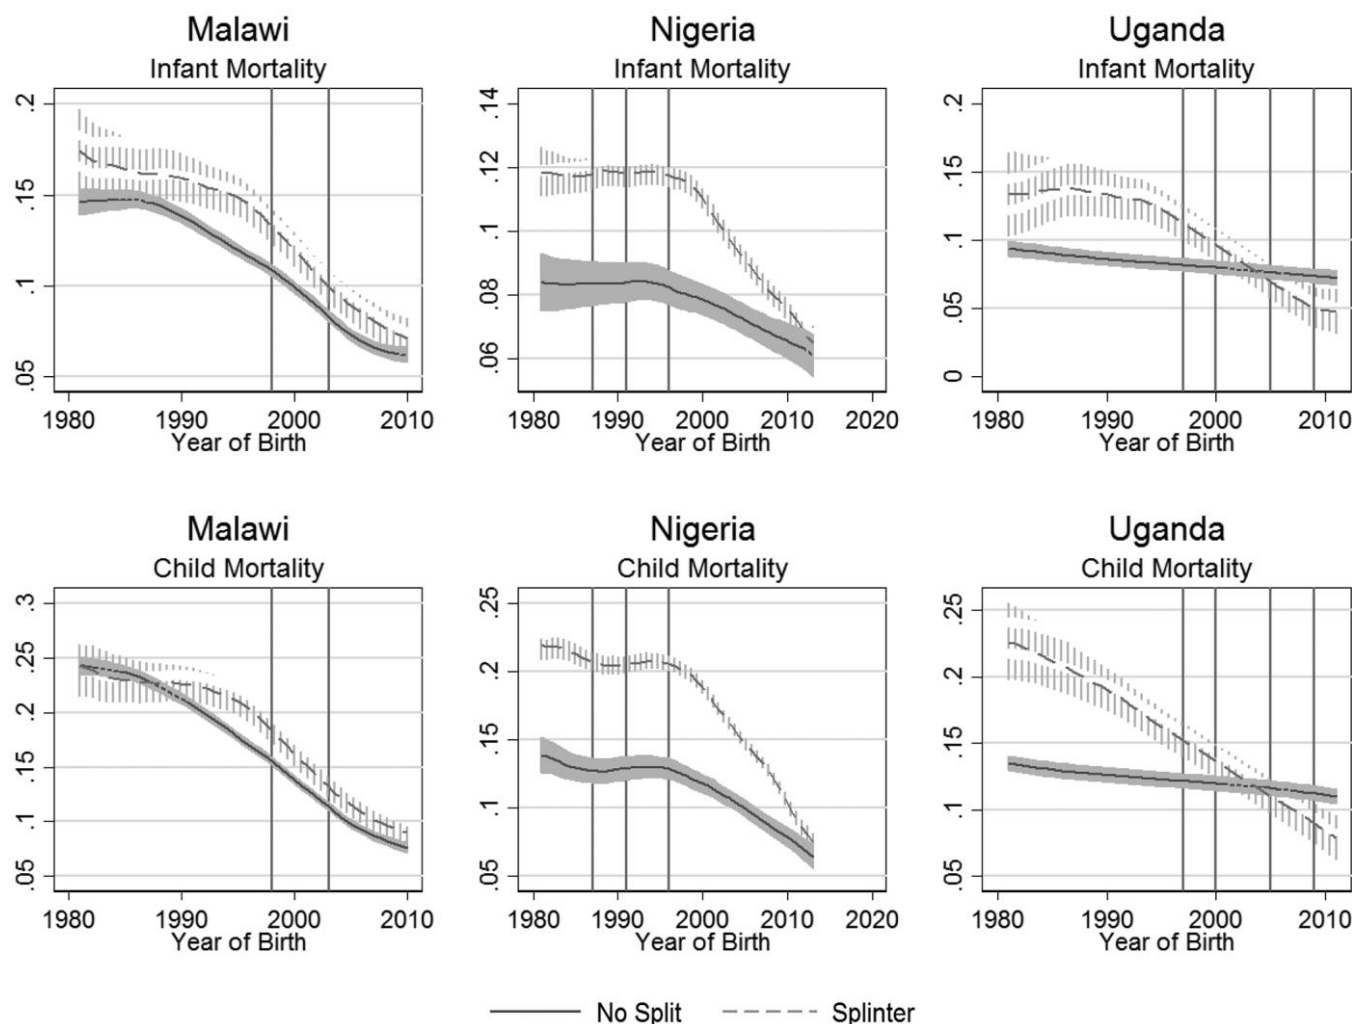 Malawi
Infant Mortality
.2
.15
.1
.05
1980 1990 2000 2010
Year of Birth
Nigeria
Infant Mortality
.14
.12
.1
.08
.06
1980 1990 2000 2010 2020
Year of Birth
Uganda
Infant Mortality
.2
.15
.1
.05
0
1980 1990 2000 2010
Year of Birth
Malawi
Child Mortality
.3
.25
.2
.15
.1
.05
1980 1990 2000 2010
Year of Birth
Nigeria
Child Mortality
.25
.2
.15
.1
.05
1980 1990 2000 2010 2020
Year of Birth
Uganda
Child Mortality
.25
.2
.15
.1
.05
1980 1990 2000 2010
Year of Birth
No Split Splinter